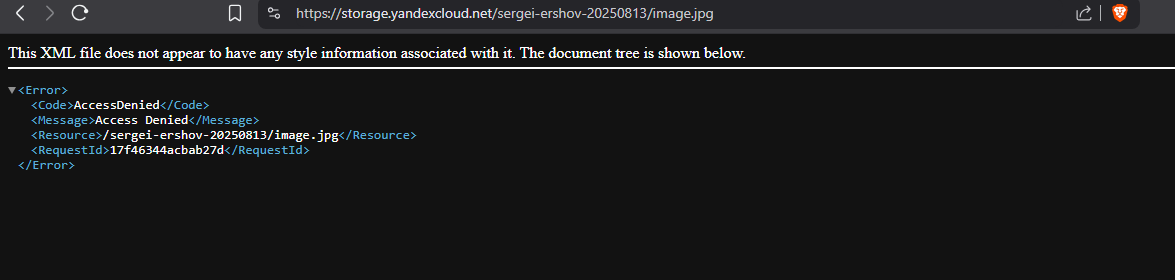 https://storage.yandexcloud.net/sergei-ershov-20250813/image.jpg
This XML file does not appear to have any style information associated with it. The document tree is shown below.
▼<Error>
<Code>AccessDenied</Code>
<Message>Access Denied</Message>
<Resource>/sergei-ershov-20250813/image.jpg</Resource>
<RequestId>17f46344acbab27d</RequestId>
</Error>